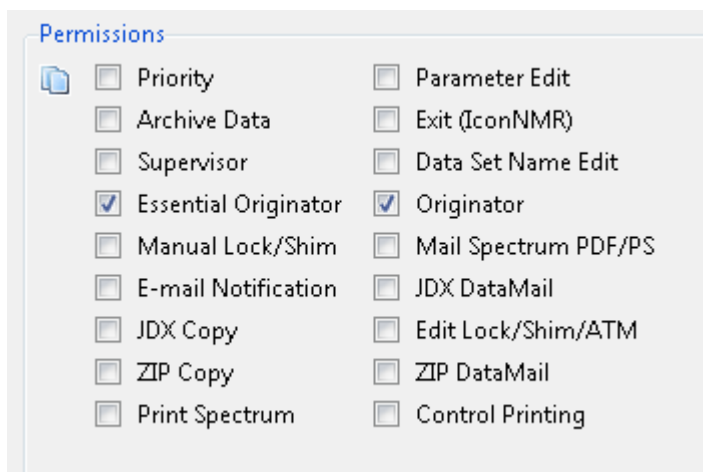 Permissions
Priority Parameter Edit
Archive Data Exit (IconNMR)
Supervisor Data Set Name Edit
Essential Originator Originator
Manual Lock/Shim Mail Spectrum PDF/PS
E-mail Notification JDX DataMail
JDX Copy Edit Lock/Shim/ATM
ZIP Copy ZIP DataMail
Print Spectrum Control Printing